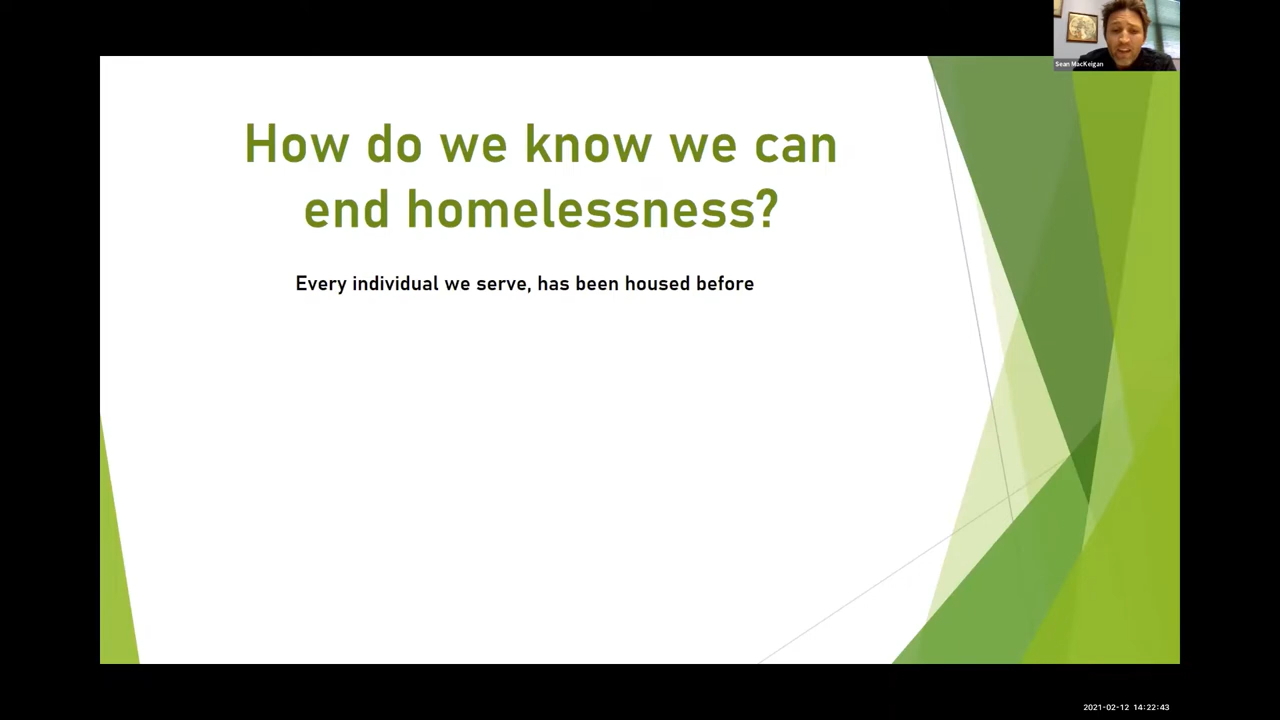 Sean MacKeigan
How do we know we can
end homelessness?
Every individual we serve, has been housed before
2021-02-12 14:22:43